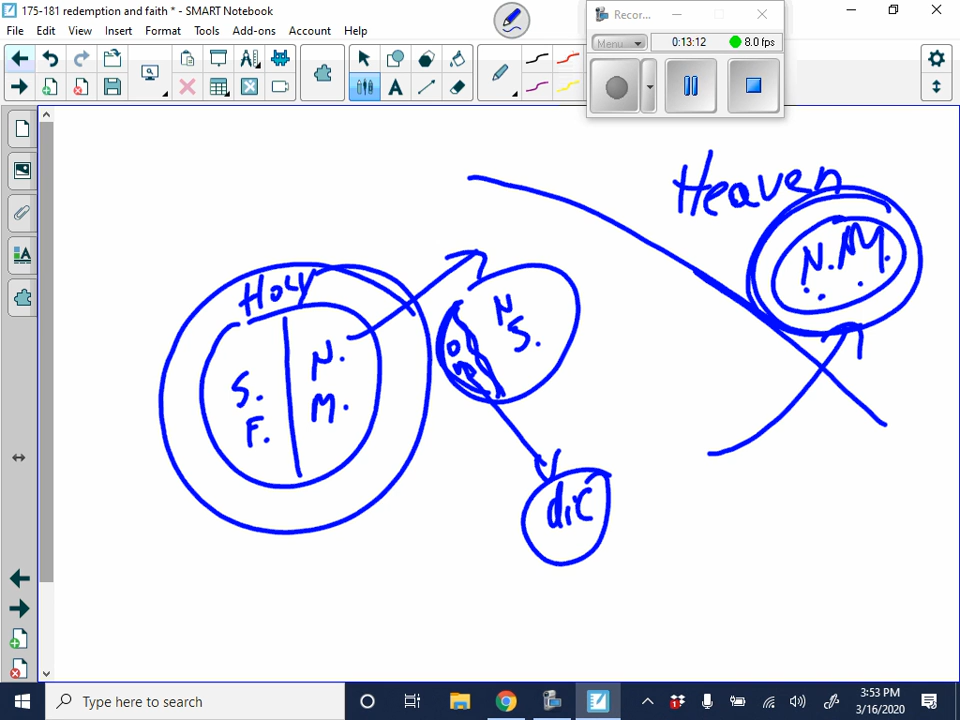 175-181 redemption and faith * - SMART Notebook
File Edit View Insert Format Tools Add-ons Account Help
Recor...
Menu
0:13:12
8.0 fps
Heaven
N.M.
Holy
S.
F.
N.
M.
N
S.
die
Type here to search
3:53 PM
3/16/2020